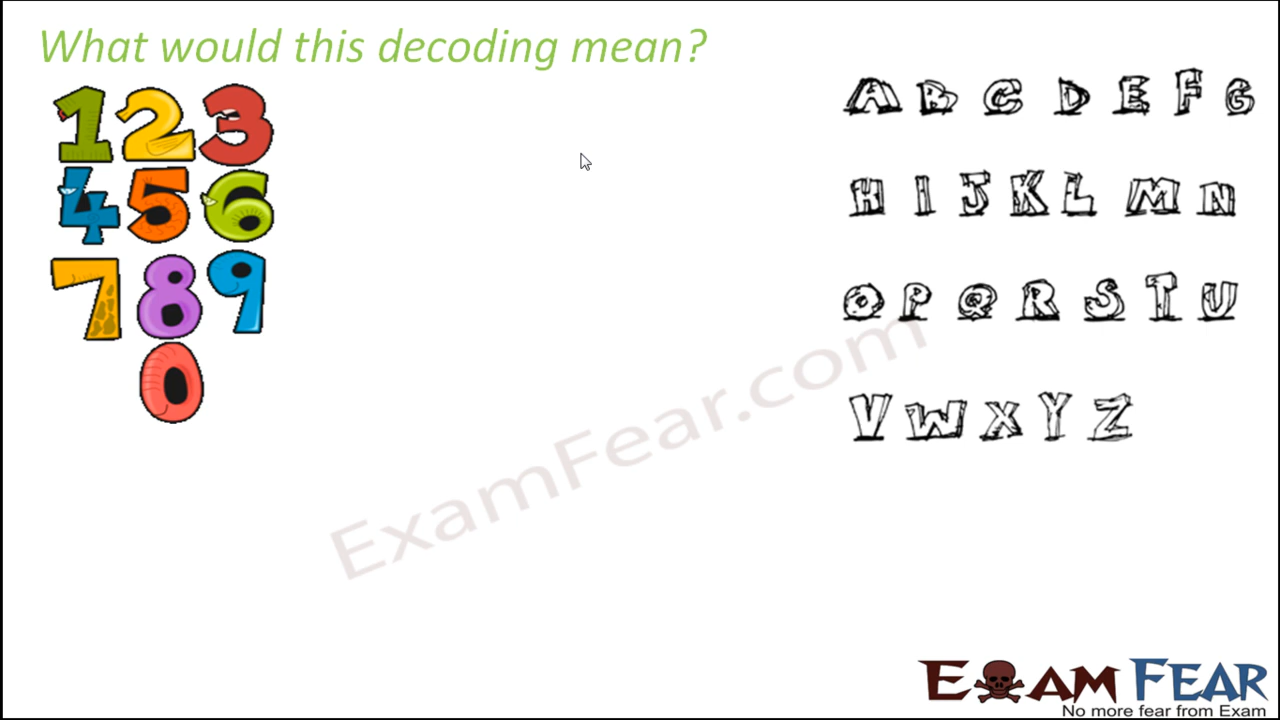 What would this decoding mean?
1 2 3
4 5 6
7 8 9
0
A B C D E F G
H I J K L M N
O P Q R S T U
V W X Y Z
ExamFear.com
EXAM FEAR
No more fear from Exam